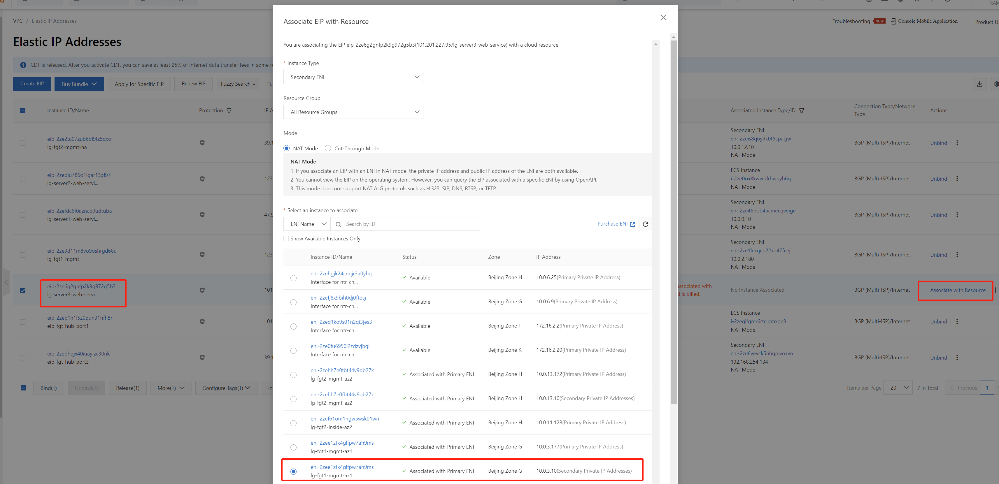 VPC / Elastic IP Addresses
Troubleshooting NEW Console Mobile Application
Elastic IP Addresses
CDT is released. After you activate CDT, you can save at least 25% of Internet data transfer fees in some
Create EIP
Buy Bundle
Apply for Specific EIP
Renew EIP
Fuzzy Search
Instance ID/Name
Protection
Associated Instance Type/ID
Connection Type/Network
Type
Actions
eip-2ze2ta07zub6dl9fz5qxo
lg-fgt2-mgmt-ha
Secondary ENI
eni-2zeis8q6y9k0t5cpacjw
10.0.12.10
NAT Mode
BGP (Multi-ISP)/Internet
Unbind
eip-2zeblu786o1lgar13gl97
lg-server2-web-servi...
ECS Instance
i-2ze0ox8kwvckkhwnyh6q
NAT Mode
BGP (Multi-ISP)/Internet
Unbind
eip-2zefdc6f0azncb9udtuba
lg-server1-web-servi...
Secondary ENI
eni-2ze46nbb45cmecqveige
10.0.0.10
NAT Mode
BGP (Multi-ISP)/Internet
Unbind
eip-2ze3d11m8vo9oshrgd68u
lg-fgt1-mgmt
Secondary ENI
eni-2ze1lckqcp22xd47fcej
10.0.2.180
NAT Mode
BGP (Multi-ISP)/Internet
Unbind
eip-2ze6g2gnfp2k9g972g5b3
lg-server3-web-servi...
associated with
is billed.
No Instance Associated
BGP (Multi-ISP)/Internet
Associate with Resource
eip-2zeb1n1l5z0qun31hfh5r
eip-fgt-hub-port1
ECS Instance
i-2zegifgmr6rtcigmxge8
NAT Mode
BGP (Multi-ISP)/Internet
Unbind
eip-2zebhqjx40iuaylzc30nk
eip-fgt-hub-port3
Secondary ENI
eni-2ze6vevck5nhqplvoxvn
192.168.254.134
NAT Mode
BGP (Multi-ISP)/Internet
Unbind
Bind(1)
Unbind(1)
Release(1)
More(1)
Configure Tags(1)
Items per Page 20
7 in Total
Previous
1
Associate EIP with Resource
You are associating the EIP eip-2ze6g2gnfp2k9g972g5b3(101.201.227.95/lg-server3-web-service) with a cloud resource.
* Instance Type
Secondary ENI
Resource Group
All Resource Groups
Mode
NAT Mode Cut-Through Mode
NAT Mode
1. If you associate an EIP with an ENI in NAT mode, the private IP address and public IP address of the ENI are both available.
2. You cannot view the EIP on the operating system. However, you can query the EIP associated with a specific ENI by using OpenAPI.
3. This mode does not support NAT ALG protocols such as H.323, SIP, DNS, RTSP, or TFTP.
* Select an instance to associate.
ENI Name Search by ID
Purchase ENI
Show Available Instances Only
Instance ID/Name Status Zone IP Address
eni-2zehgjk24cnqjr3a0yhq
Interface for ntr-cn...
Available Beijing Zone H 10.0.6.25(Primary Private IP Address)
eni-2zefj8x9bih0dj0ftosj
Interface for ntr-cn...
Available Beijing Zone G 10.0.6.9(Primary Private IP Address)
eni-2zed1ko9s01n2qi3jes3
Interface for ntr-cn...
Available Beijing Zone I 172.16.2.2(Primary Private IP Address)
eni-2ze0fu6950j2zdzvjbgi
Interface for ntr-cn...
Available Beijing Zone K 172.16.2.20(Primary Private IP Address)
eni-2zehh7e0fbt44v9qb27x
lg-fgt2-mgmt-az2
Associated with Primary ENI Beijing Zone H 10.0.13.172(Primary Private IP Address)
eni-2zehh7e0fbt44v9qb27x
lg-fgt2-mgmt-az2
Associated with Primary ENI Beijing Zone H 10.0.13.10(Secondary Private IP Addresses)
eni-2zef61om1ngw5wsk01wn
lg-fgt2-inside-az2
Associated with Primary ENI Beijing Zone H 10.0.11.128(Primary Private IP Address)
eni-2zee1ztk4glfpw7ah9ms
lg-fgt1-mgmt-az1
Associated with Primary ENI Beijing Zone G 10.0.3.177(Primary Private IP Address)
eni-2zee1ztk4glfpw7ah9ms
lg-fgt1-mgmt-az1
Associated with Primary ENI Beijing Zone G 10.0.3.10(Secondary Private IP Addresses)